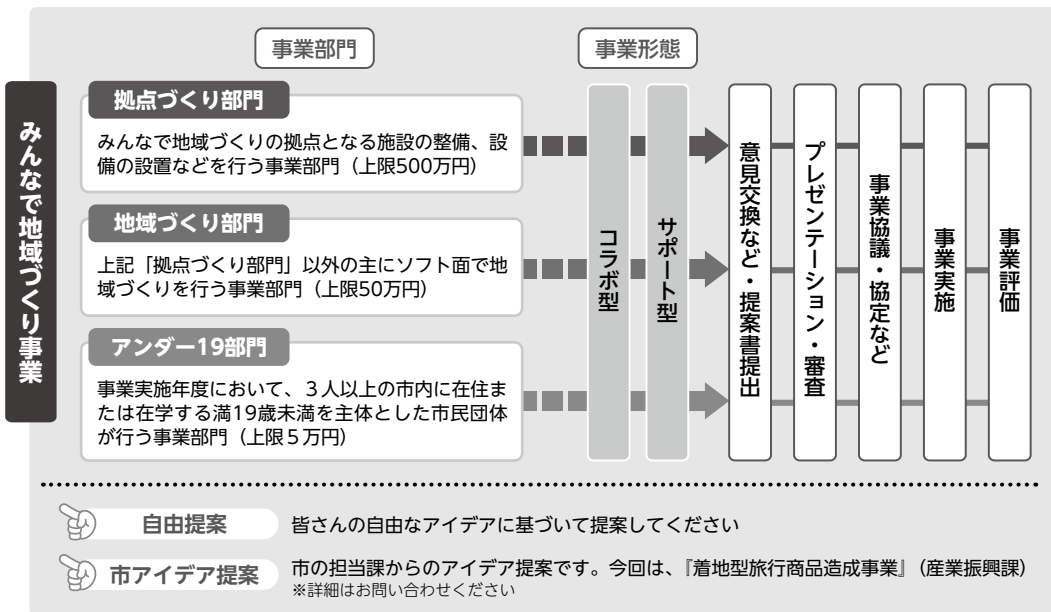 みんなで地域づくり事業
事業部門
事業形態
拠点づくり部門
みんなで地域づくりの拠点となる施設の整備、設
備の設置などを行う事業部門（上限500万円）
地域づくり部門
上記「拠点づくり部門」以外の主にソフト面で地
域づくりを行う事業部門（上限50万円）
アンダー19部門
事業実施年度において、３人以上の市内に在住ま
たは在学する満19歳未満を主体とした市民団体
が行う事業部門（上限５万円）
コラボ型
サポート型
意見交換など・提案書提出
プレゼンテーション・審査
事業協議・協定など
事業実施
事業評価
自由提案
皆さんの自由なアイデアに基づいて提案してください
市アイデア提案
市の担当課からのアイデア提案です。今回は、『着地型旅行商品造成事業』（産業振興課）
※詳細はお問い合わせください